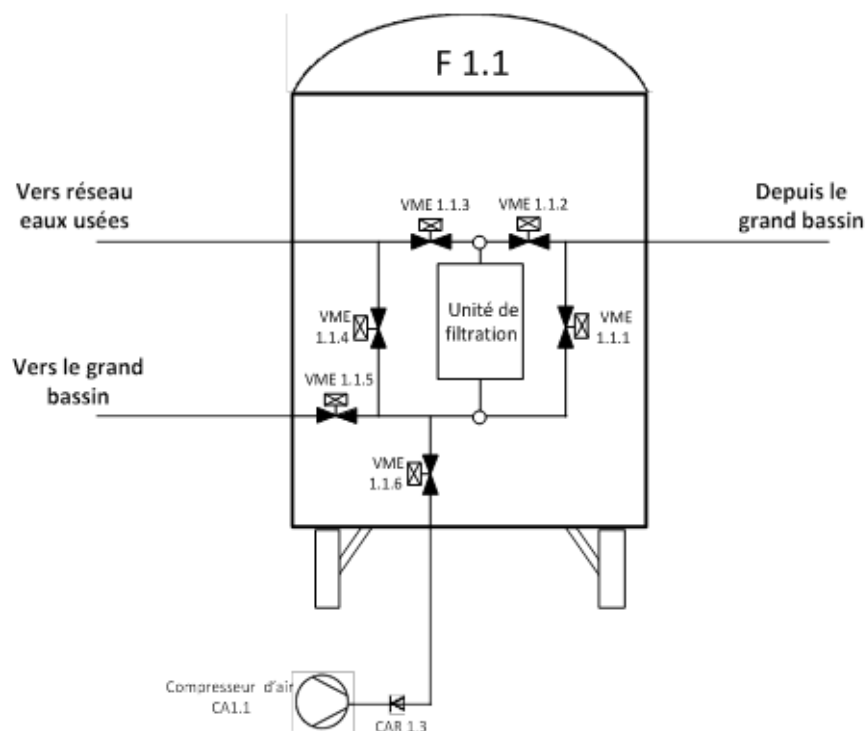 F 1.1
Vers réseau
eaux usées
VME 1.1.3
VME 1.1.2
Depuis le
grand bassin
VME
1.1.4
Unité de
filtration
VME
1.1.1
Vers le grand
bassin
VME 1.1.5
VME
1.1.6
Compresseur d'air
CA1.1
CAR 1.3